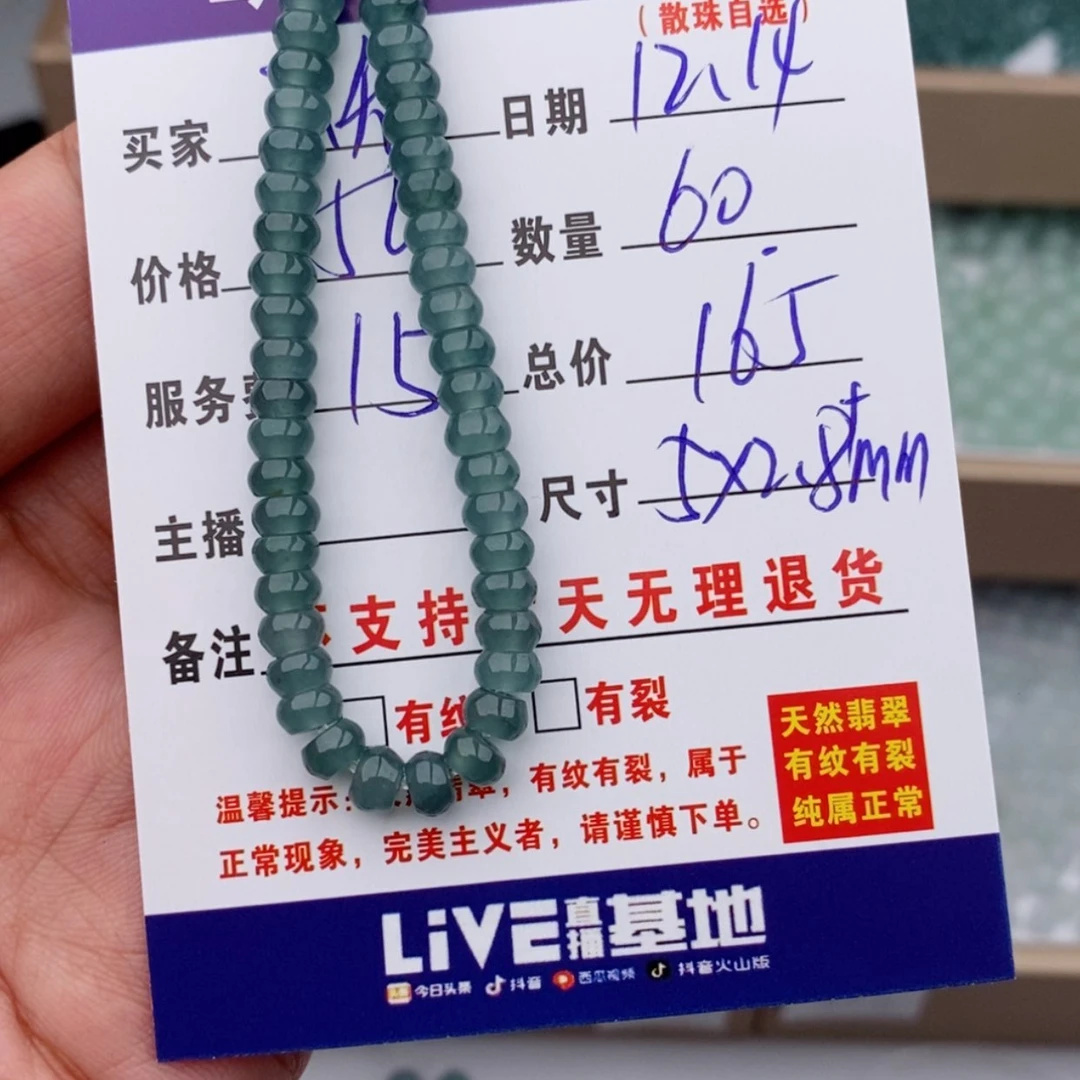 (散珠自选)
买家 日期 12.14
价格 数量 60
服务费 15 总价 165
主播 尺寸 5x2.8+mm
备注 支持 天无理退货
有纹 有裂
温馨提示: 翡翠,有纹有裂,属于
正常现象,完美主义者,请谨慎下单。
天然翡翠
有纹有裂
纯属正常
LiVE直播基地
今日头条 抖音 西瓜视频 抖音火山版